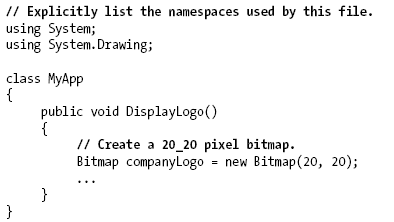 // Explicitly list the namespaces used by this file.
using System;
using System.Drawing;

class MyApp
{
     public void DisplayLogo()
     {
          // Create a 20_20 pixel bitmap.
          Bitmap companyLogo = new Bitmap(20, 20);
          ...
     }
}